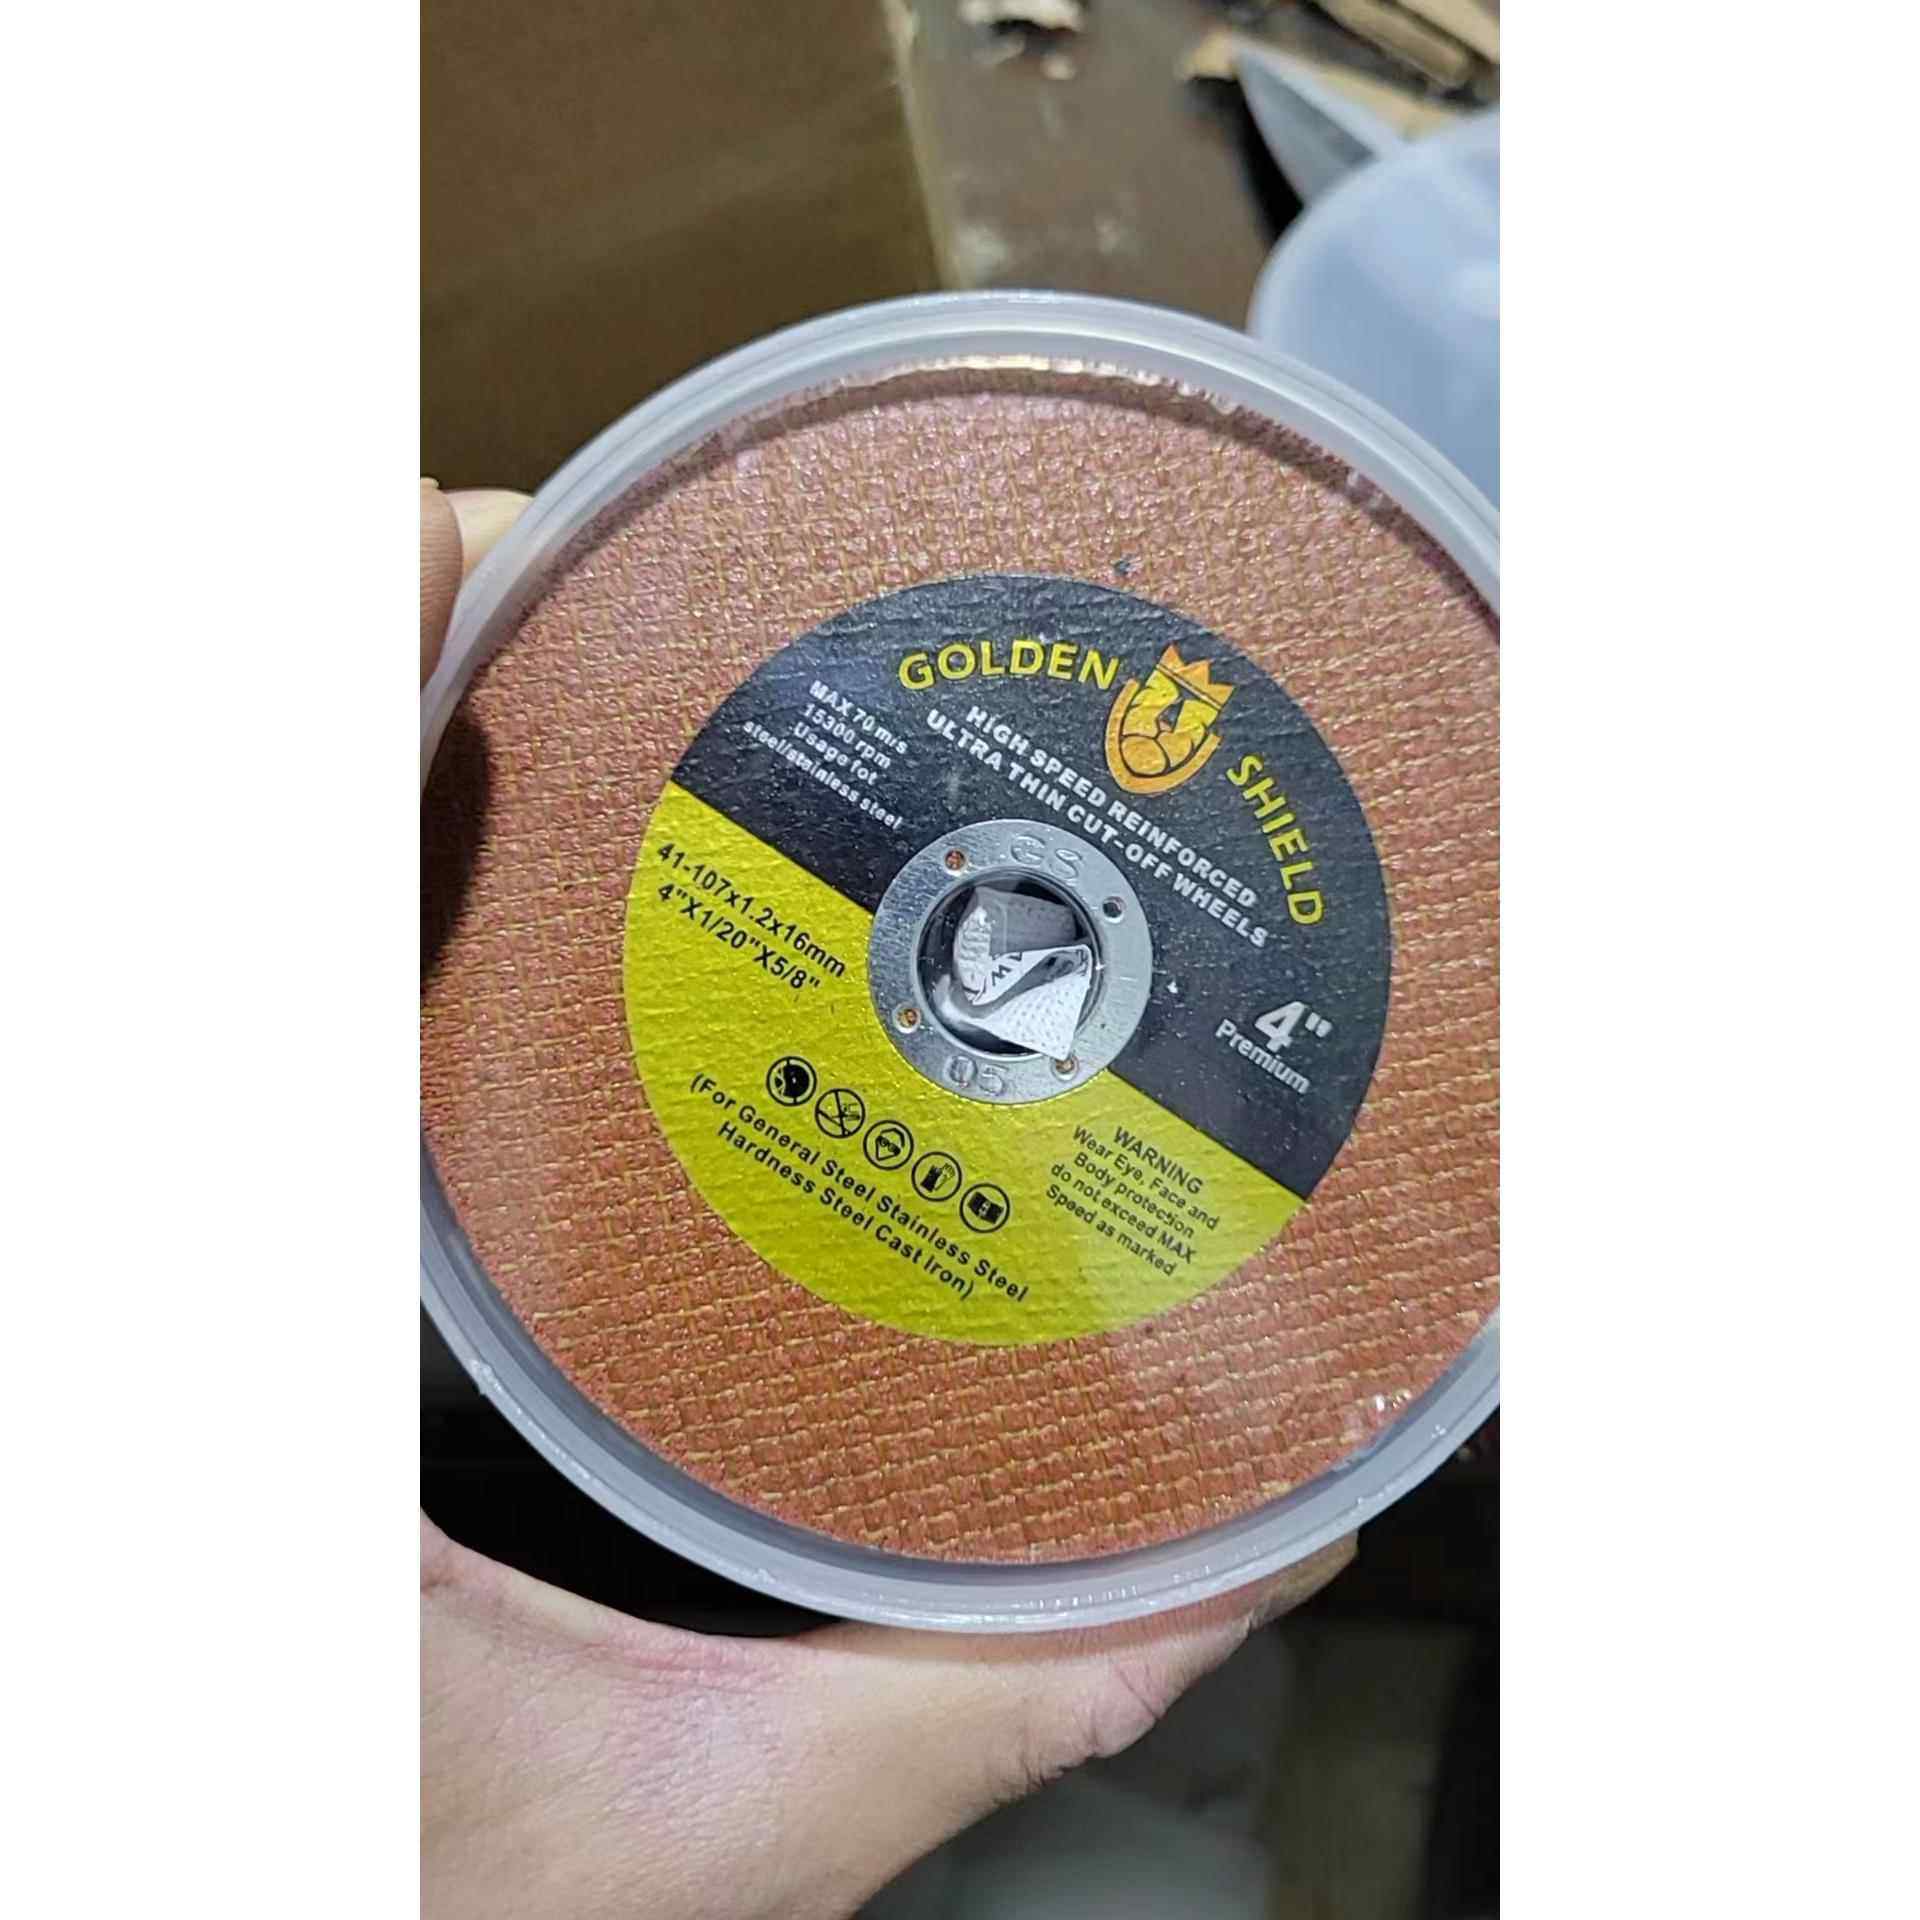 GOLDEN SHIELD
HIGH SPEED REINFORCED
ULTRA THIN CUT-OFF WHEELS
MAX 70 m/s
15300 rpm
Usage fot
steel/stainless steel
4"
Premium
41-107x1.2x16mm
4"X1/20"X5/8"
GS
05
WARNING
Wear Eye, Face and
Body protection
do not exceed MAX
Speed as marked
(For General Steel Stainless Steel
Hardness Steel Cast Iron)